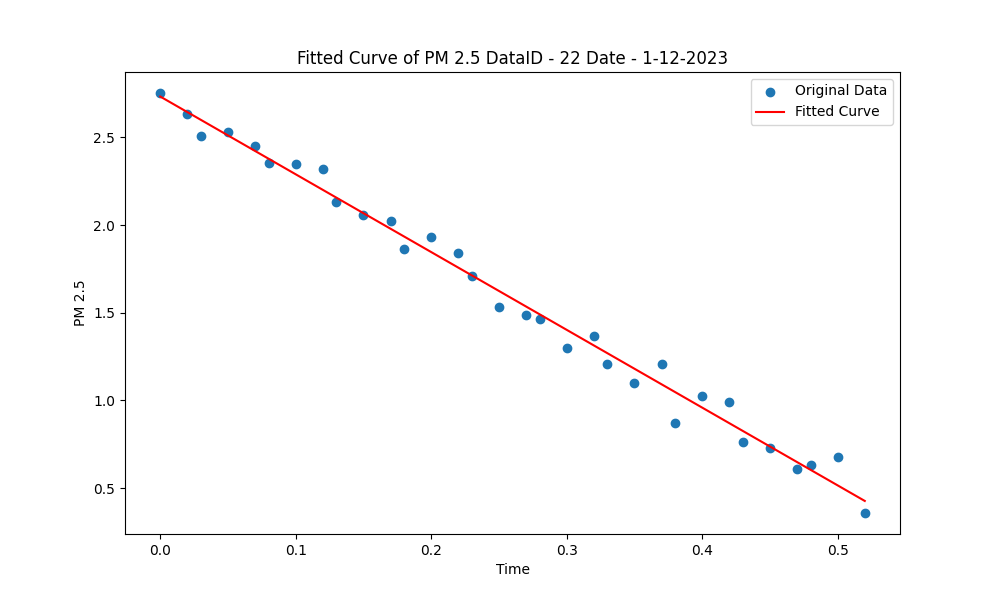 Fitted Curve of PM 2.5 DataID - 22 Date - 1-12-2023
Original Data
Fitted Curve
PM 2.5
2.5
2.0
1.5
1.0
0.5
0.0 0.1 0.2 0.3 0.4 0.5
Time